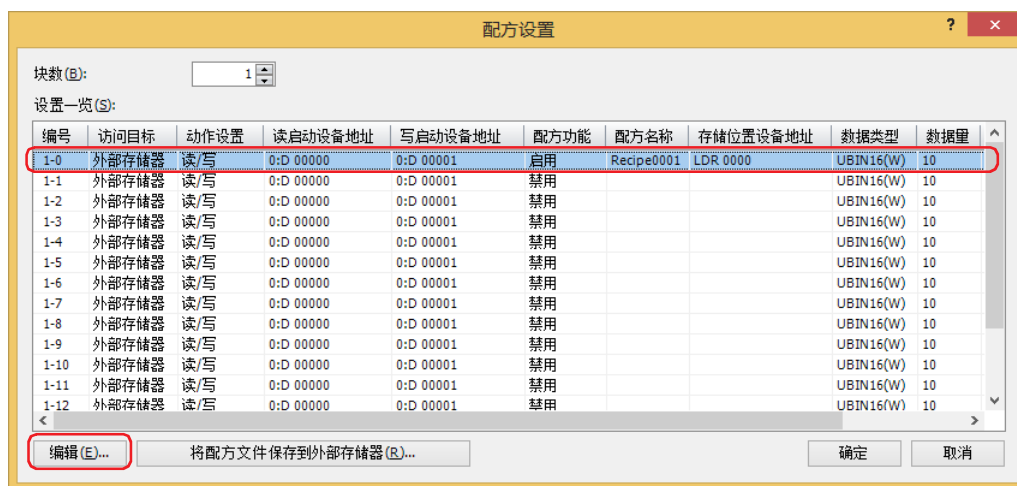 配方设置
? ×
块数(B): 1
设置一览(S):
编号 访问目标 动作设置 读启动设备地址 写启动设备地址 配方功能 配方名称 存储位置设备地址 数据类型 数据量
1-0 外部存储器 读/写 0:D 00000 0:D 00001 启用 Recipe0001 LDR 0000 UBIN16(W) 10
1-1 外部存储器 读/写 0:D 00000 0:D 00001 禁用 UBIN16(W) 10
1-2 外部存储器 读/写 0:D 00000 0:D 00001 禁用 UBIN16(W) 10
1-3 外部存储器 读/写 0:D 00000 0:D 00001 禁用 UBIN16(W) 10
1-4 外部存储器 读/写 0:D 00000 0:D 00001 禁用 UBIN16(W) 10
1-5 外部存储器 读/写 0:D 00000 0:D 00001 禁用 UBIN16(W) 10
1-6 外部存储器 读/写 0:D 00000 0:D 00001 禁用 UBIN16(W) 10
1-7 外部存储器 读/写 0:D 00000 0:D 00001 禁用 UBIN16(W) 10
1-8 外部存储器 读/写 0:D 00000 0:D 00001 禁用 UBIN16(W) 10
1-9 外部存储器 读/写 0:D 00000 0:D 00001 禁用 UBIN16(W) 10
1-10 外部存储器 读/写 0:D 00000 0:D 00001 禁用 UBIN16(W) 10
1-11 外部存储器 读/写 0:D 00000 0:D 00001 禁用 UBIN16(W) 10
1-12 外部存储器 读/写 0:D 00000 0:D 00001 禁用 UBIN16(W) 10
编辑(E)... 将配方文件保存到外部存储器(R)... 确定 取消